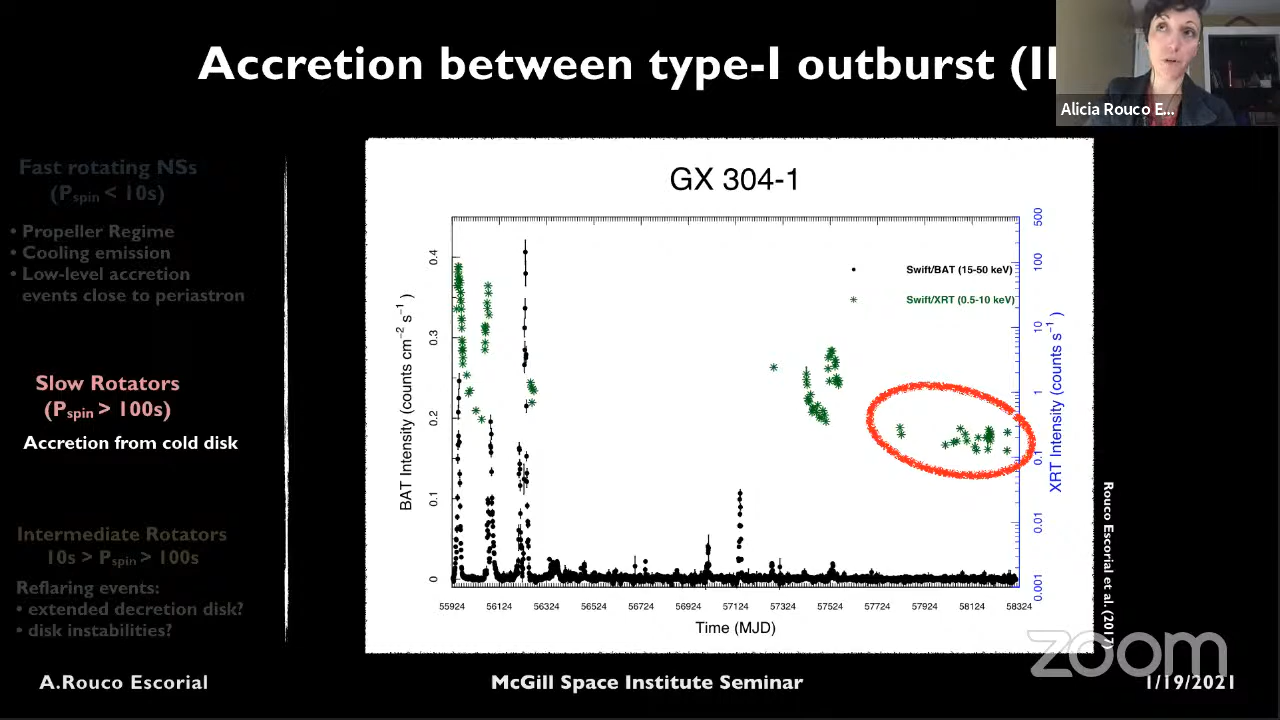 Accretion between type-I outburst (II
Alicia Rouco E...
Fast rotating NSs
(Pspin < 10s)
• Propeller Regime
• Cooling emission
• Low-level accretion
events close to periastron
Slow Rotators
(Pspin > 100s)
Accretion from cold disk
Intermediate Rotators
10s > Pspin > 100s
Reflaring events:
• extended decretion disk?
• disk instabilities?
GX 304-1
Swift/BAT (15-50 keV)
Swift/XRT (0.5-10 keV)
BAT Intensity (counts cm⁻² s⁻¹ )
0.4
0.3
0.2
0.1
0
500
100
10
1
0.1
0.01
0.001
XRT Intensity (counts s⁻¹ )
55924 56124 56324 56524 56724 56924 57124 57324 57524 57724 57924 58124 58324
Time (MJD)
Rouco Escorial et al. (2017)
zoom
A.Rouco Escorial
McGill Space Institute Seminar
1/19/2021